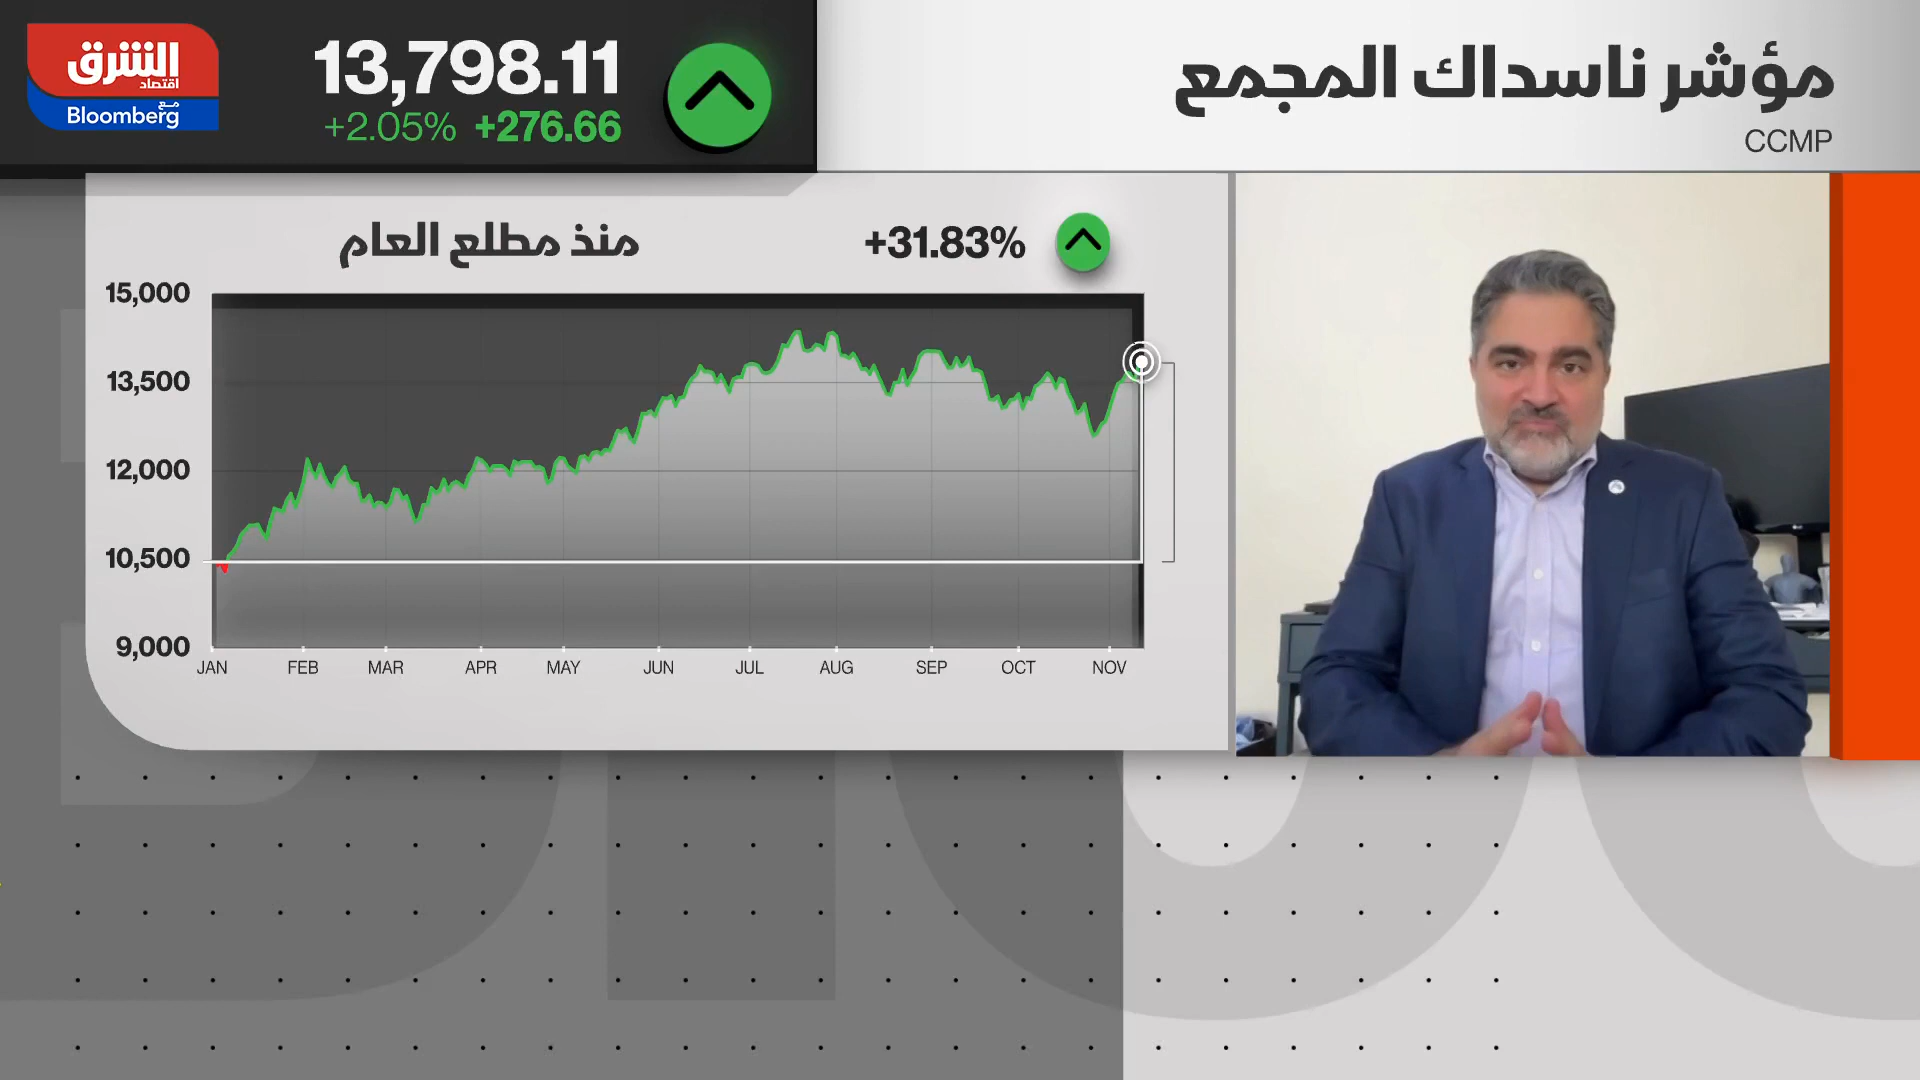 مؤشر ناسداك المجمع
CCMP
13,798.11
+2.05% +276.66
الشرق
اقتصاد
مع
Bloomberg
منذ مطلع العام
+31.83%
15,000
13,500
12,000
10,500
9,000
JAN FEB MAR APR MAY JUN JUL AUG SEP OCT NOV